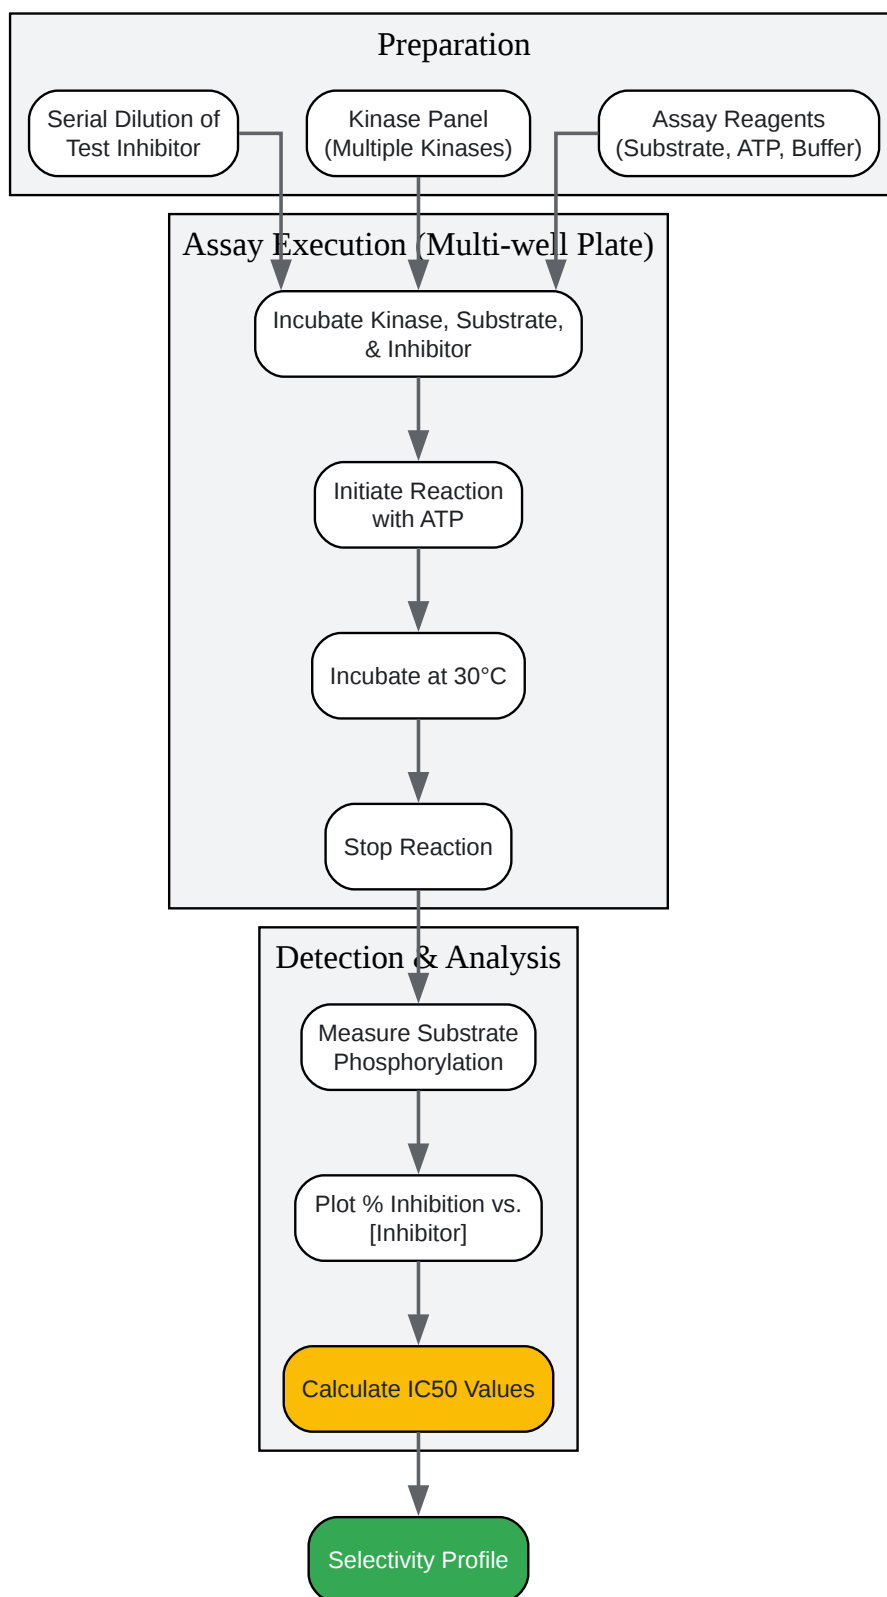 Preparation
Serial Dilution of
Test Inhibitor
Kinase Panel
(Multiple Kinases)
Assay Reagents
(Substrate, ATP, Buffer)
Assay Execution (Multi-well Plate)
Incubate Kinase, Substrate,
& Inhibitor
Initiate Reaction
with ATP
Incubate at 30°C
Stop Reaction
Detection & Analysis
Measure Substrate
Phosphorylation
Plot % Inhibition vs.
[Inhibitor]
Calculate IC50 Values
Selectivity Profile